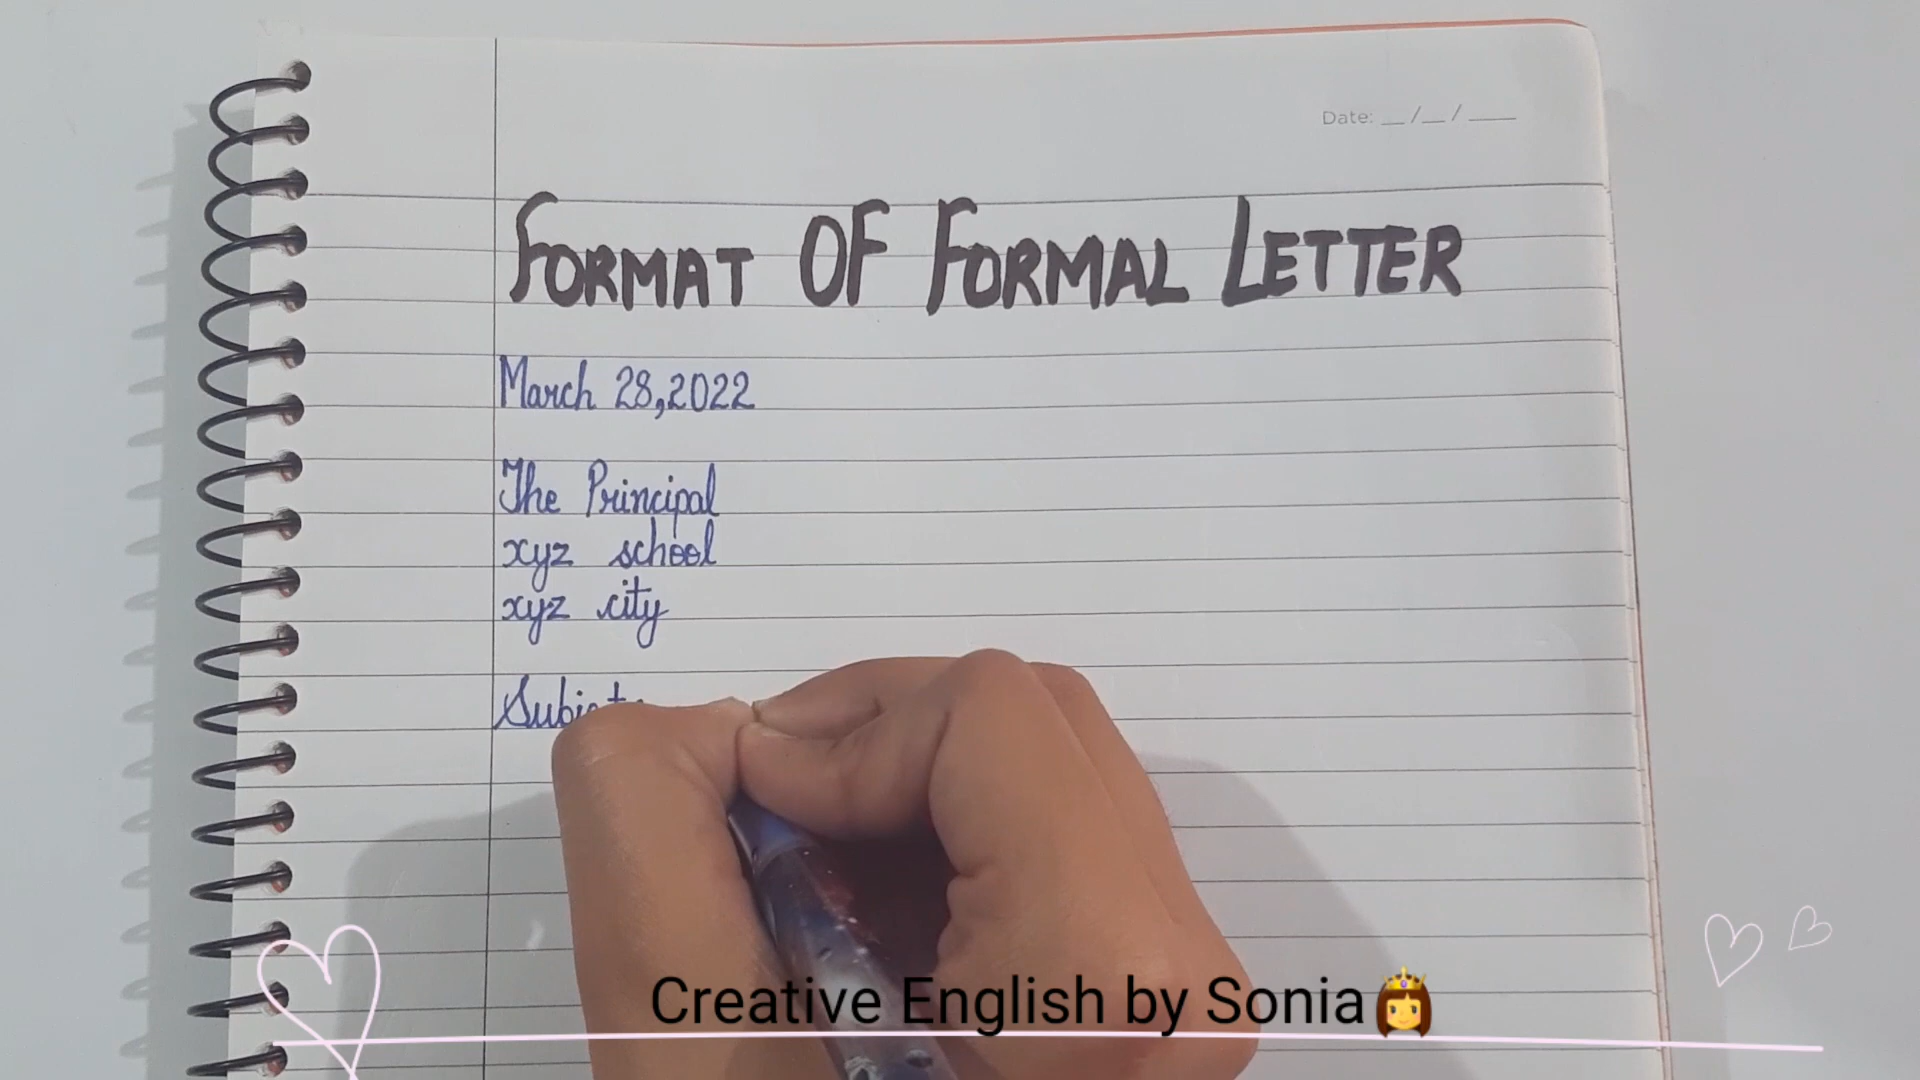 Date: __/__/____
FORMAT OF FORMAL LETTER
March 28,2022
The Principal
xyz school
xyz city
Creative English by Sonia👸